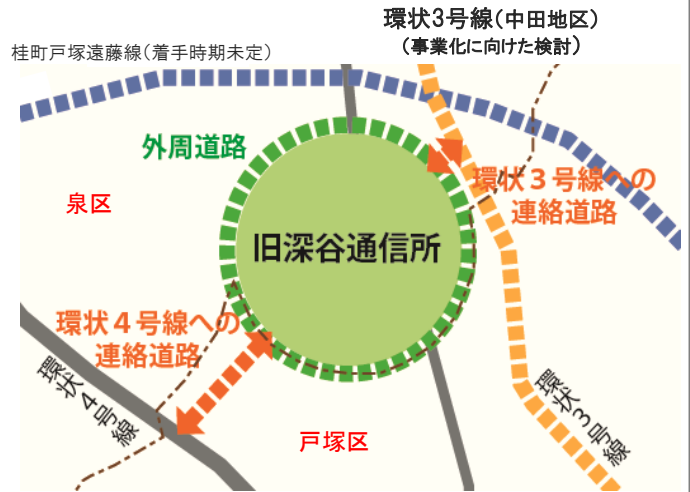 環状3号線(中田地区)
(事業化に向けた検討)
桂町戸塚遠藤線(着手時期未定)
外周道路
泉区
環状３号線への
連絡道路
旧深谷通信所
環状４号線への
連絡道路
環状４号線
環状３号線
戸塚区